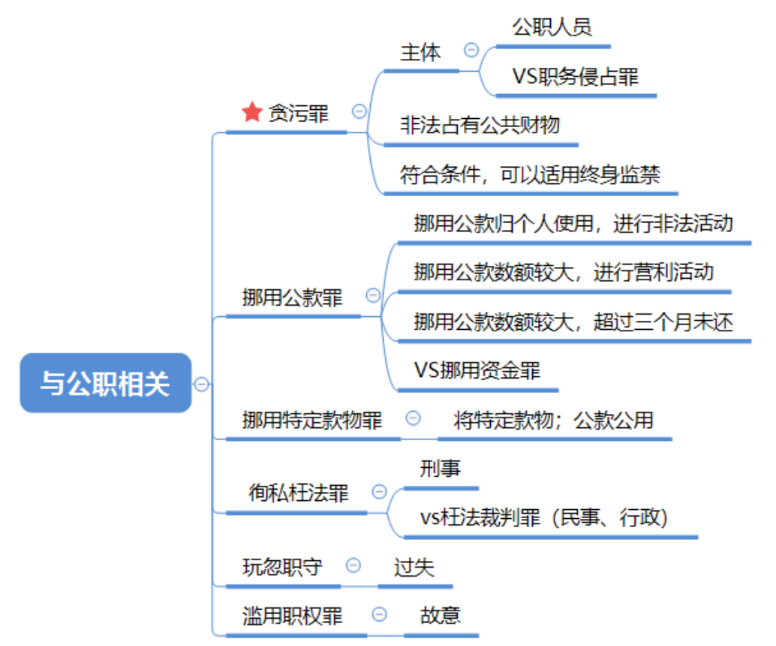 与公职相关
贪污罪
主体
公职人员
VS职务侵占罪
非法占有公共财物
符合条件，可以适用终身监禁
挪用公款罪
挪用公款归个人使用，进行非法活动
挪用公款数额较大，进行营利活动
挪用公款数额较大，超过三个月未还
VS挪用资金罪
挪用特定款物罪
将特定款物；公款公用
徇私枉法罪
刑事
vs枉法裁判罪（民事、行政）
玩忽职守
过失
滥用职权罪
故意